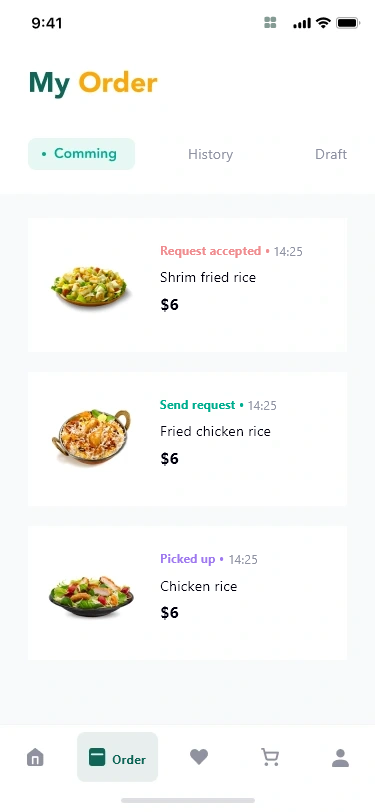 9:41
My Order
• Comming
History
Draft
Request accepted • 14:25
Shrim fried rice
$6
Send request • 14:25
Fried chicken rice
$6
Picked up • 14:25
Chicken rice
$6
Order